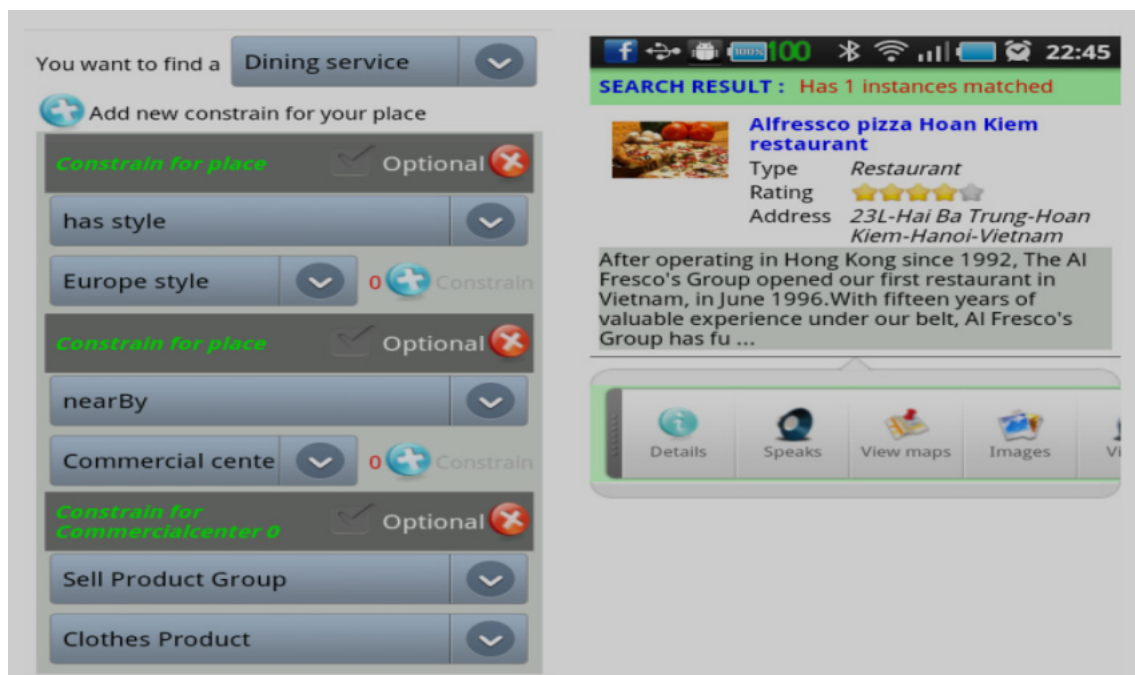 You want to find a Dining service
Add new constrain for your place
Constrain for place Optional
has style
Europe style 0 Constrain
Constrain for place Optional
nearBy
Commercial cente 0 Constrain
Constrain for
Commercialcenter 0 Optional
Sell Product Group
Clothes Product
100% 100 22:45
SEARCH RESULT : Has 1 instances matched
Alfressco pizza Hoan Kiem
restaurant
Type Restaurant
Rating
Address 23L-Hai Ba Trung-Hoan
Kiem-Hanoi-Vietnam
After operating in Hong Kong since 1992, The Al
Fresco's Group opened our first restaurant in
Vietnam, in June 1996.With fifteen years of
valuable experience under our belt, Al Fresco's
Group has fu ...
Details Speaks View maps Images Vi